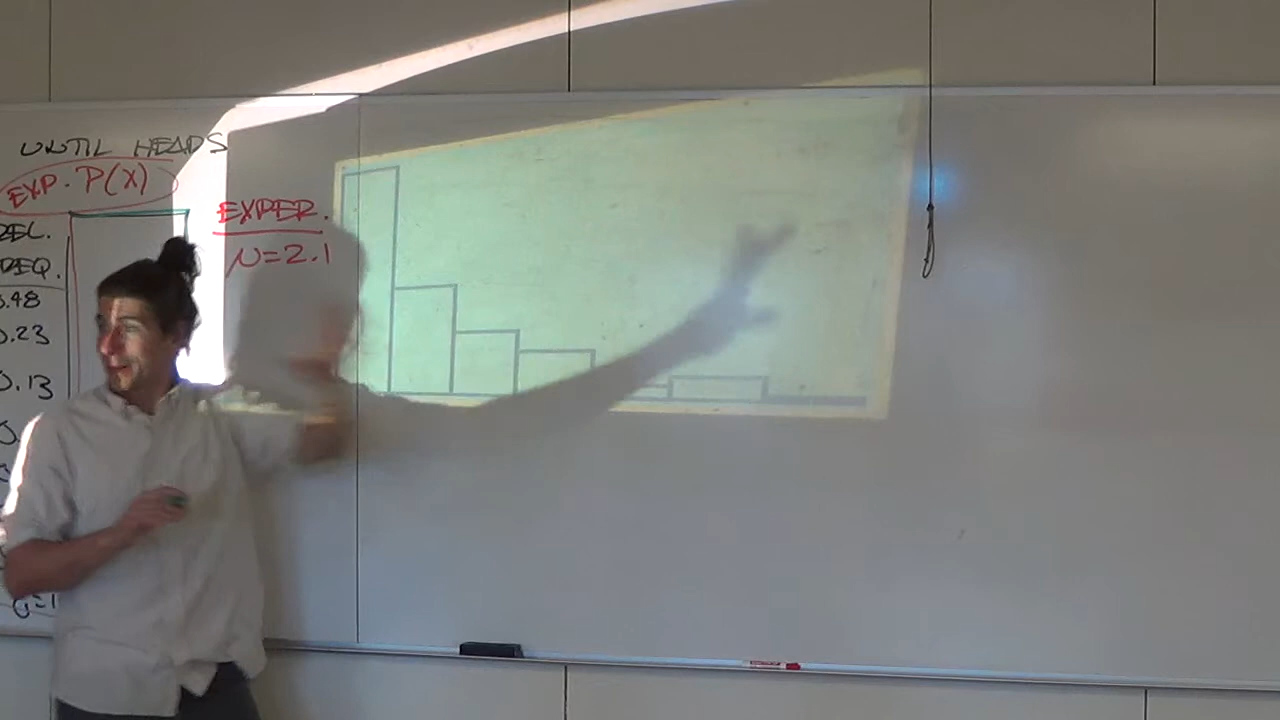 UNTIL HEADS
EXP. P(X)
REL.
FREQ.
0.48
0.23
0.13
EXPER.
μ=2.1